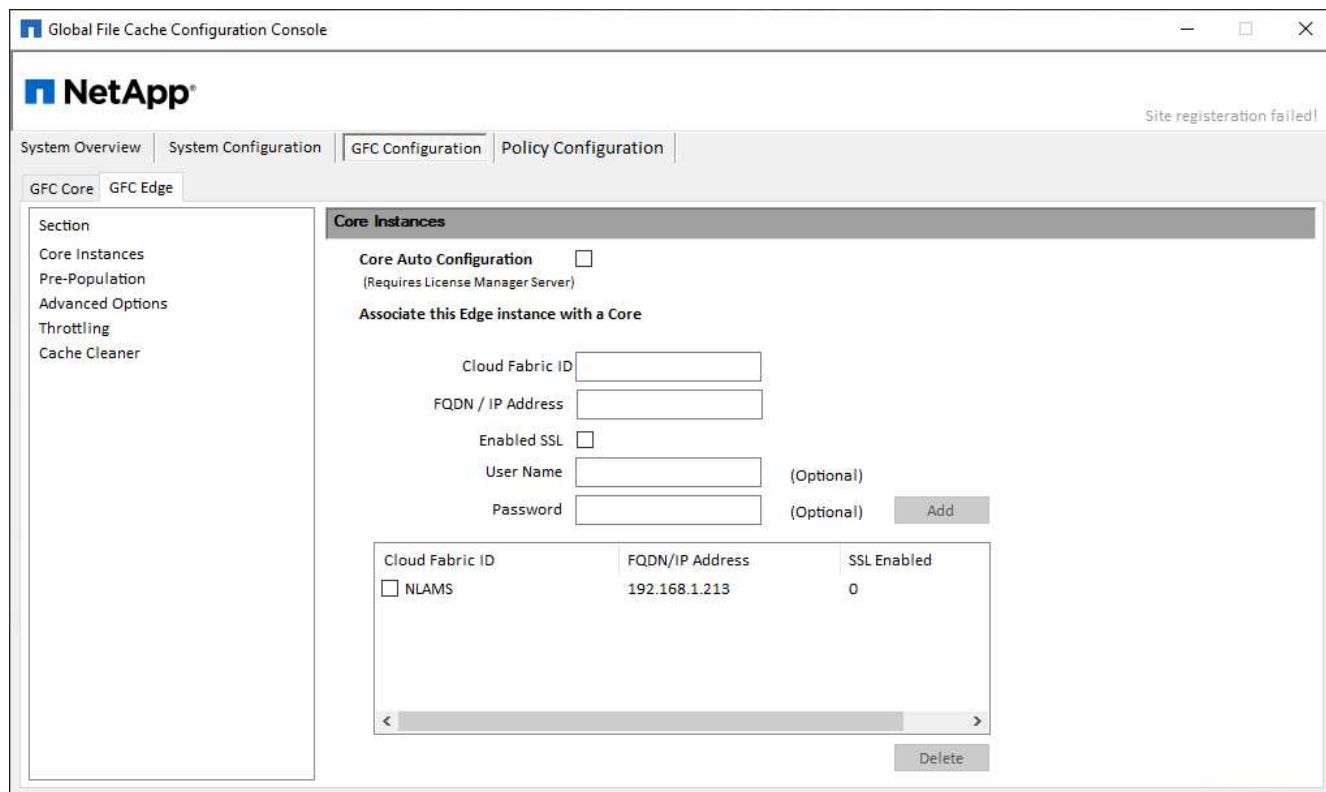 Global File Cache Configuration Console
NetApp®
Site registeration failed!
System Overview System Configuration GFC Configuration Policy Configuration
GFC Core GFC Edge
Section
Core Instances
Pre-Population
Advanced Options
Throttling
Cache Cleaner
Core Instances
Core Auto Configuration
(Requires License Manager Server)
Associate this Edge instance with a Core
Cloud Fabric ID
FQDN / IP Address
Enabled SSL
User Name (Optional)
Password (Optional) Add
Cloud Fabric ID FQDN/IP Address SSL Enabled
NLAMS 192.168.1.213 0
Delete